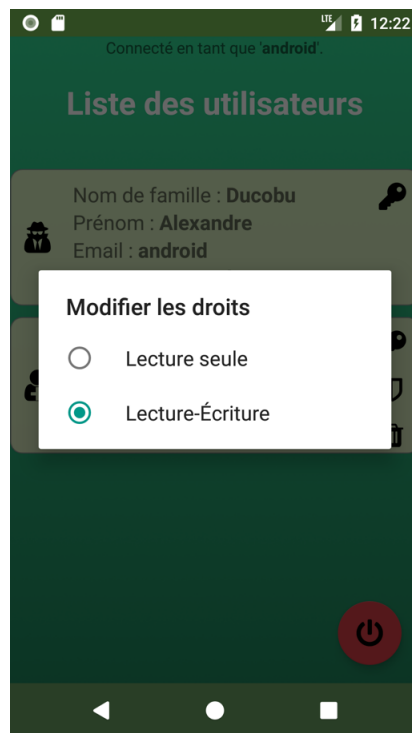 LTE 12:22
Connecté en tant que 'android'.
Liste des utilisateurs
Nom de famille : Ducobu
Prénom : Alexandre
Email : android
Modifier les droits
Lecture seule
Lecture-Écriture